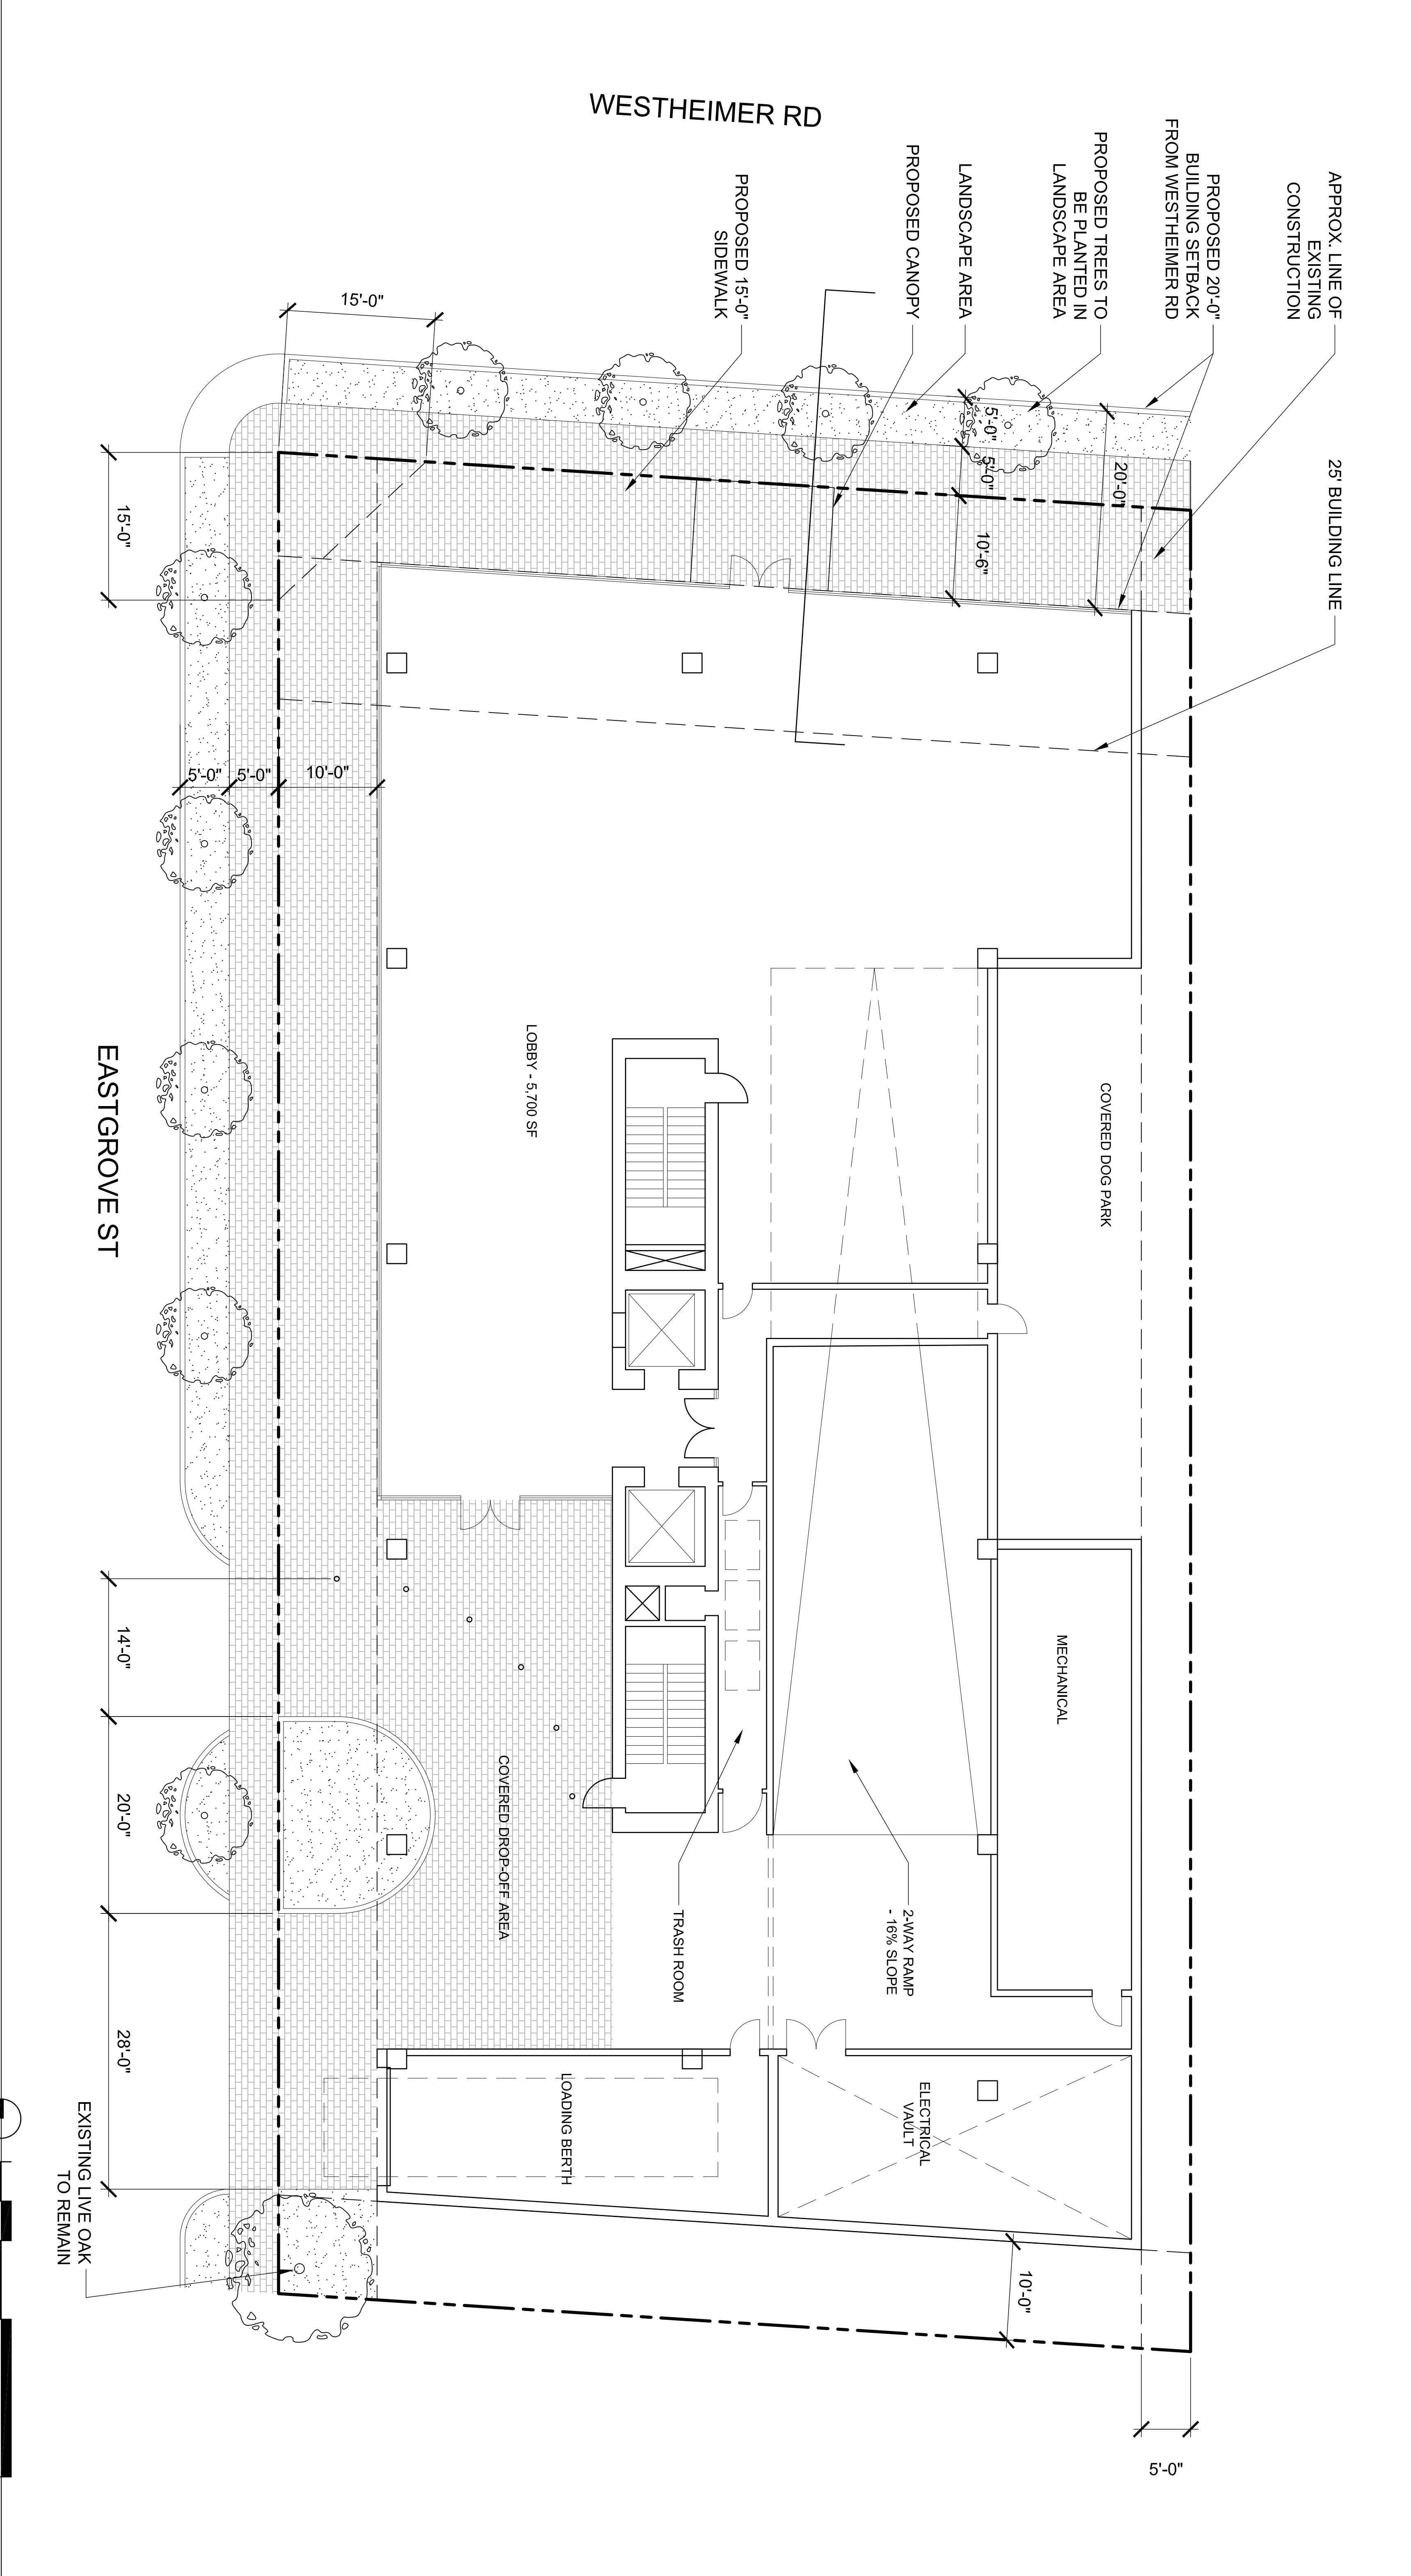 WESTHEIMER RD
APPROX. LINE OF
EXISTING
CONSTRUCTION
PROPOSED 20'-0"
BUILDING SETBACK
FROM WESTHEIMER RD
PROPOSED TREES TO
BE PLANTED IN
LANDSCAPE AREA
LANDSCAPE AREA
PROPOSED CANOPY
PROPOSED 15'-0"
SIDEWALK
25' BUILDING LINE
15'-0"
5'-0"
5'-0"
10'-6"
20'-0"
15'-0"
5'-0"
5'-0"
10'-0"
LOBBY - 5,700 SF
COVERED DOG PARK
EASTGROVE ST
MECHANICAL
COVERED DROP-OFF AREA
TRASH ROOM
2-WAY RAMP
- 16% SLOPE
14'-0"
20'-0"
28'-0"
LOADING BERTH
ELECTRICAL
VAULT
EXISTING LIVE OAK
TO REMAIN
10'-0"
5'-0"